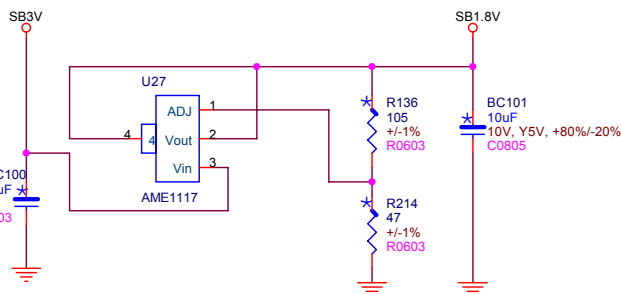 SB3V
SB1.8V
U27
ADJ
1
4
4
Vout
2
Vin
3
AME1117
R136
105
+/-1%
R0603
BC101
10uF
10V, Y5V, +80%/-20%
C0805
R214
47
+/-1%
R0603